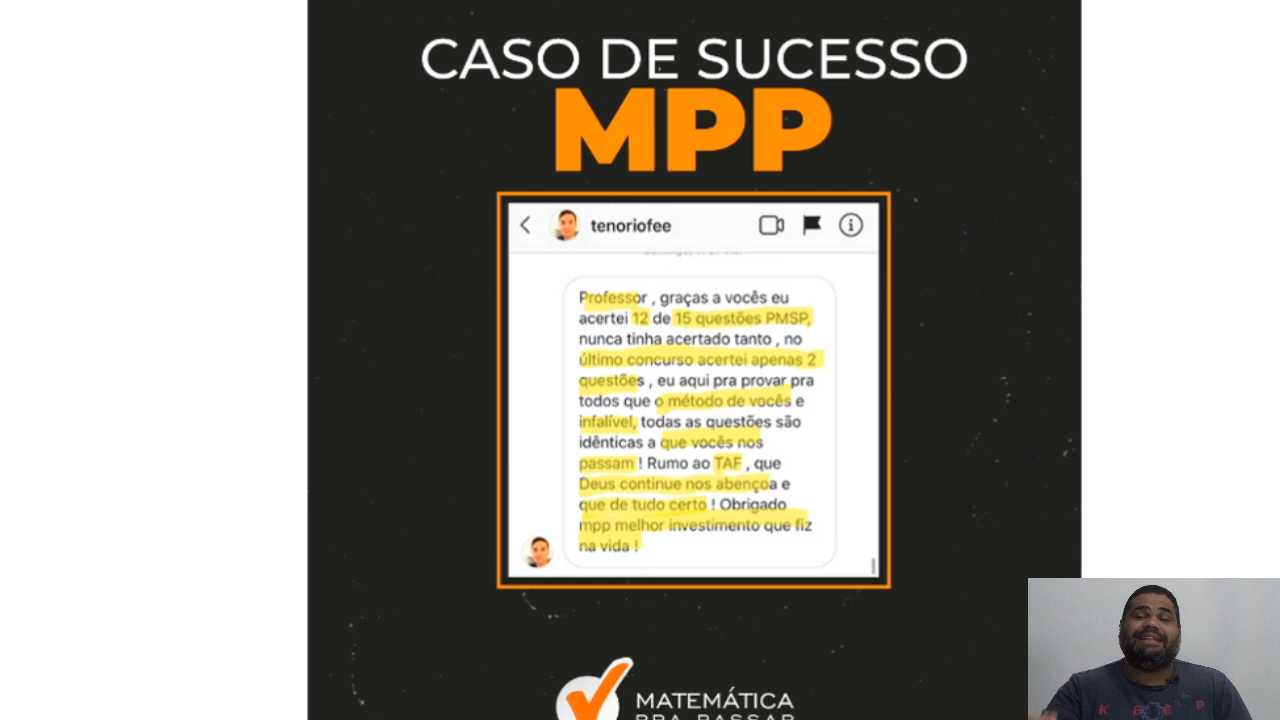 CASO DE SUCESSO
MPP
tenoriofee
Professor , graças a vocês eu
acertei 12 de 15 questões PMSP,
nunca tinha acertado tanto , no
último concurso acertei apenas 2
questões , eu aqui pra provar pra
todos que o método de vocês e
infalível, todas as questões são
idênticas a que vocês nos
passam ! Rumo ao TAF , que
Deus continue nos abençoa e
que de tudo certo ! Obrigado
mpp melhor investimento que fiz
na vida !
MATEMÁTICA
PRA PASSAR
KEEP